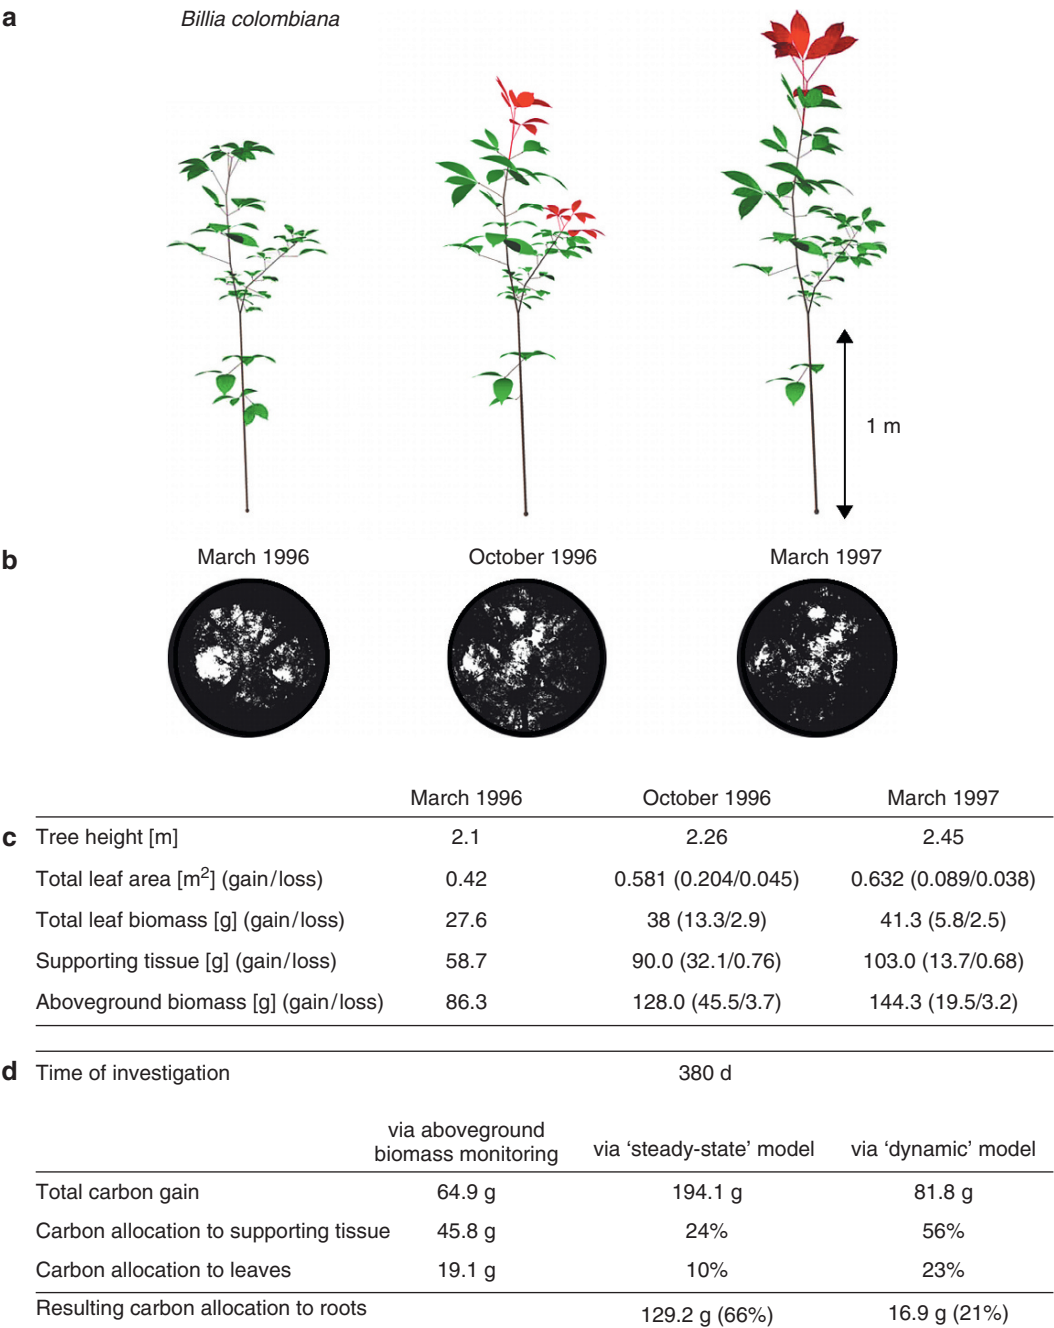 a
Billia colombiana
1 m
b
March 1996 October 1996 March 1997
March 1996 October 1996 March 1997
c
Tree height [m] 2.1 2.26 2.45
Total leaf area [m²] (gain/loss) 0.42 0.581 (0.204/0.045) 0.632 (0.089/0.038)
Total leaf biomass [g] (gain/loss) 27.6 38 (13.3/2.9) 41.3 (5.8/2.5)
Supporting tissue [g] (gain/loss) 58.7 90.0 (32.1/0.76) 103.0 (13.7/0.68)
Aboveground biomass [g] (gain/loss) 86.3 128.0 (45.5/3.7) 144.3 (19.5/3.2)
d
Time of investigation 380 d
via aboveground
biomass monitoring via ‘steady-state’ model via ‘dynamic’ model
Total carbon gain 64.9 g 194.1 g 81.8 g
Carbon allocation to supporting tissue 45.8 g 24% 56%
Carbon allocation to leaves 19.1 g 10% 23%
Resulting carbon allocation to roots 129.2 g (66%) 16.9 g (21%)